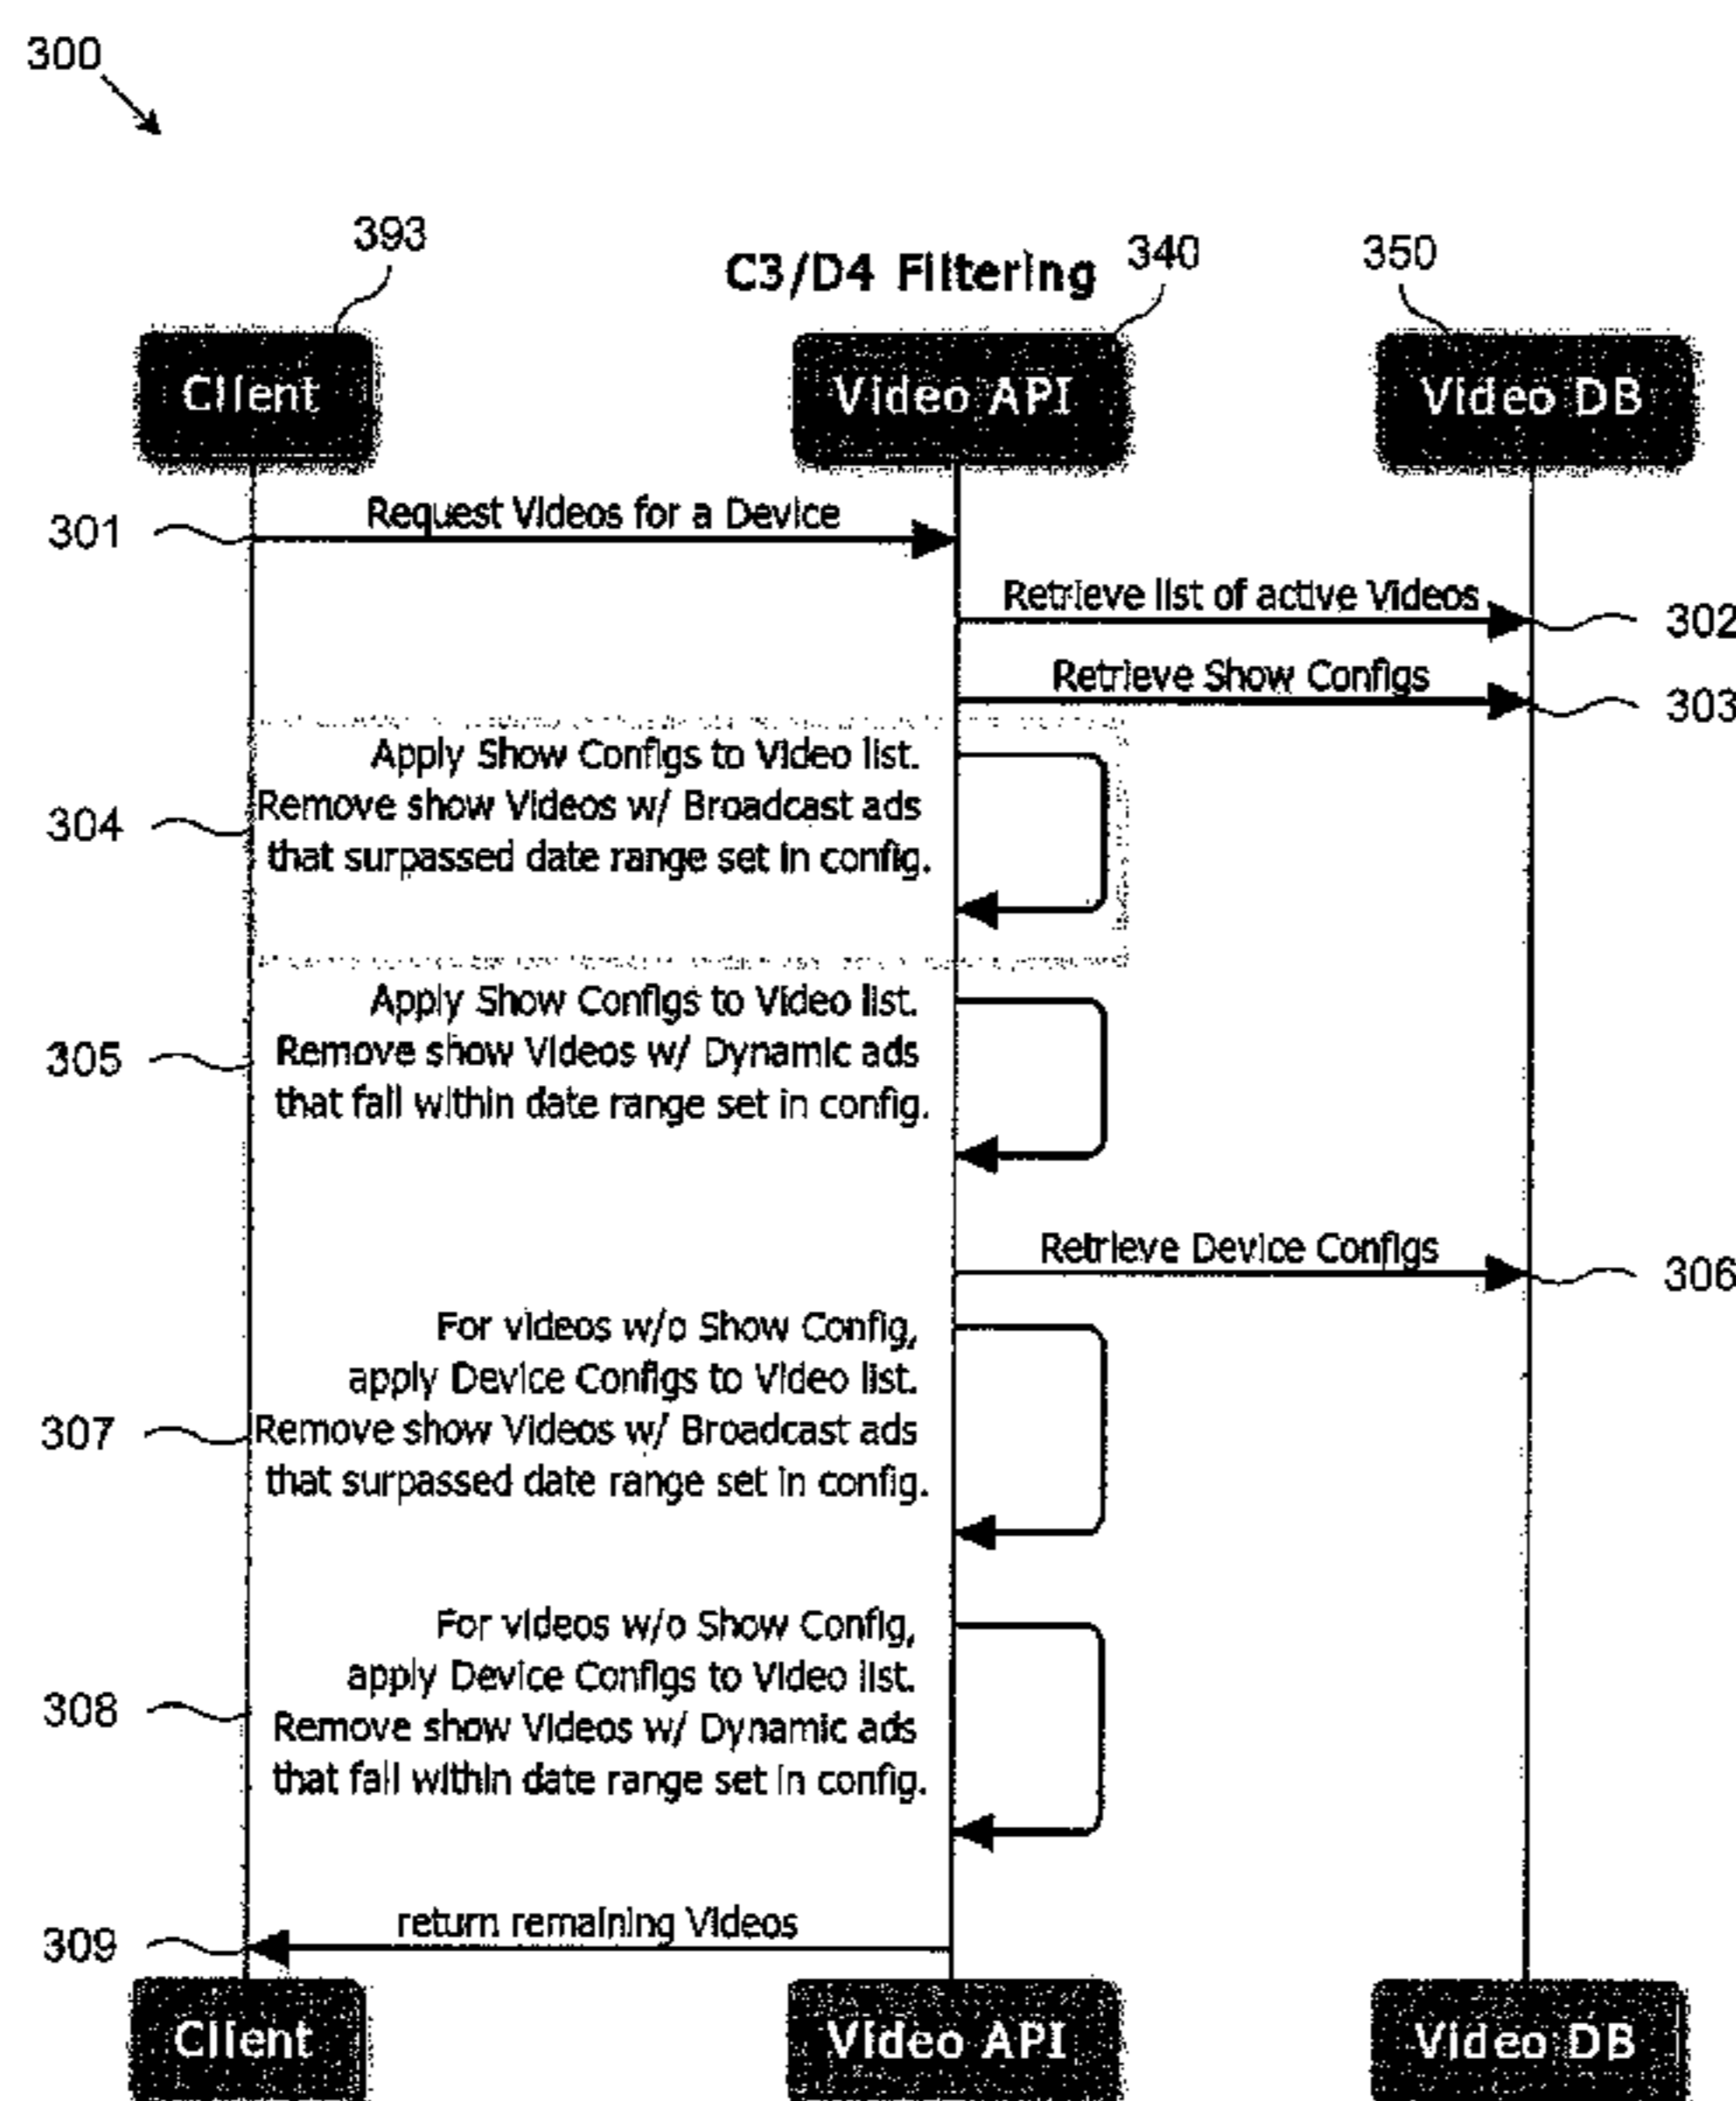 300
393
C3/D4 Filtering
340
350
Client
Video API
Video DB
301
Request Videos for a Device
Retrieve list of active Videos
302
Retrieve Show Configs
303
304
Apply Show Configs to Video list.
Remove show Videos w/ Broadcast ads
that surpassed date range set in config.
305
Apply Show Configs to Video list.
Remove show Videos w/ Dynamic ads
that fall within date range set in config.
Retrieve Device Configs
306
307
For videos w/o Show Config,
apply Device Configs to Video list.
Remove show Videos w/ Broadcast ads
that surpassed date range set in config.
308
For videos w/o Show Config,
apply Device Configs to Video list.
Remove show Videos w/ Dynamic ads
that fall within date range set in config.
309
return remaining Videos
Client
Video API
Video DB